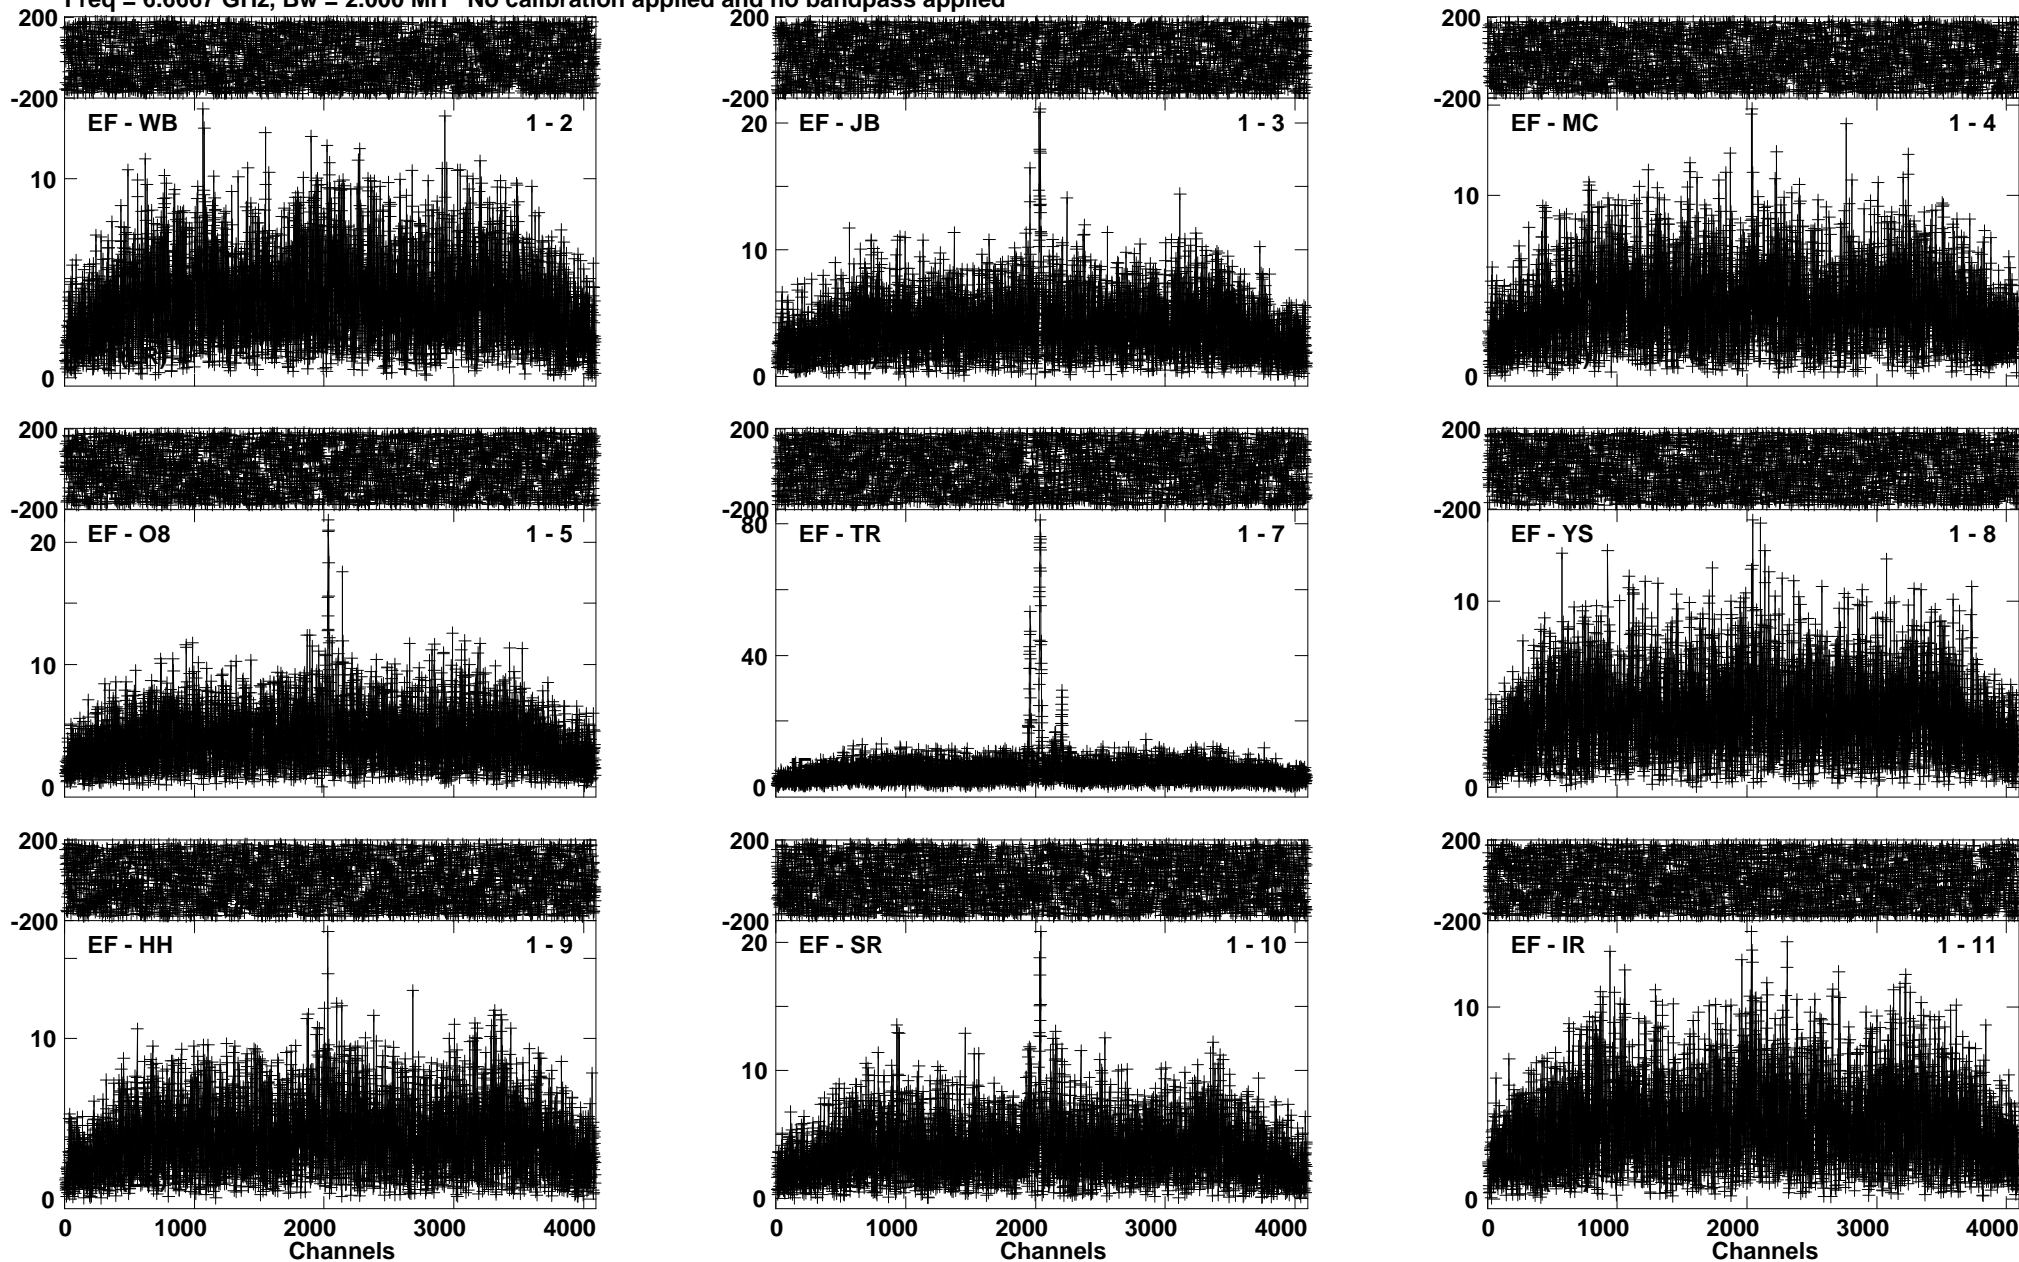 Freq = 6.6667 GHz, Bw = 2.000 MH No calibration applied and no bandpass applied
200 200 200
-200 -200 -200
EF - WB 1 - 2 EF - JB 1 - 3 EF - MC 1 - 4
10 20 10
0 10 0
0
200 200 200
-200 -200 -200
EF - O8 1 - 5 EF - TR 1 - 7 EF - YS 1 - 8
20 80 10
10 40 0
0 0
200 200 200
-200 -200 -200
EF - HH 1 - 9 EF - SR 1 - 10 EF - IR 1 - 11
10 20 10
0 10 0
0
0 1000 2000 3000 4000 0 1000 2000 3000 4000 0 1000 2000 3000 4000
Channels Channels Channels